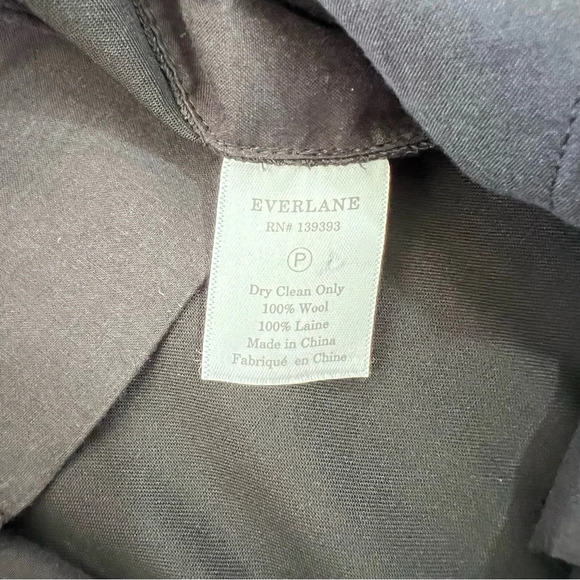 EVERLANE
RN# 139393
P
Dry Clean Only
100% Wool
100% Laine
Made in China
Fabriqué en Chine